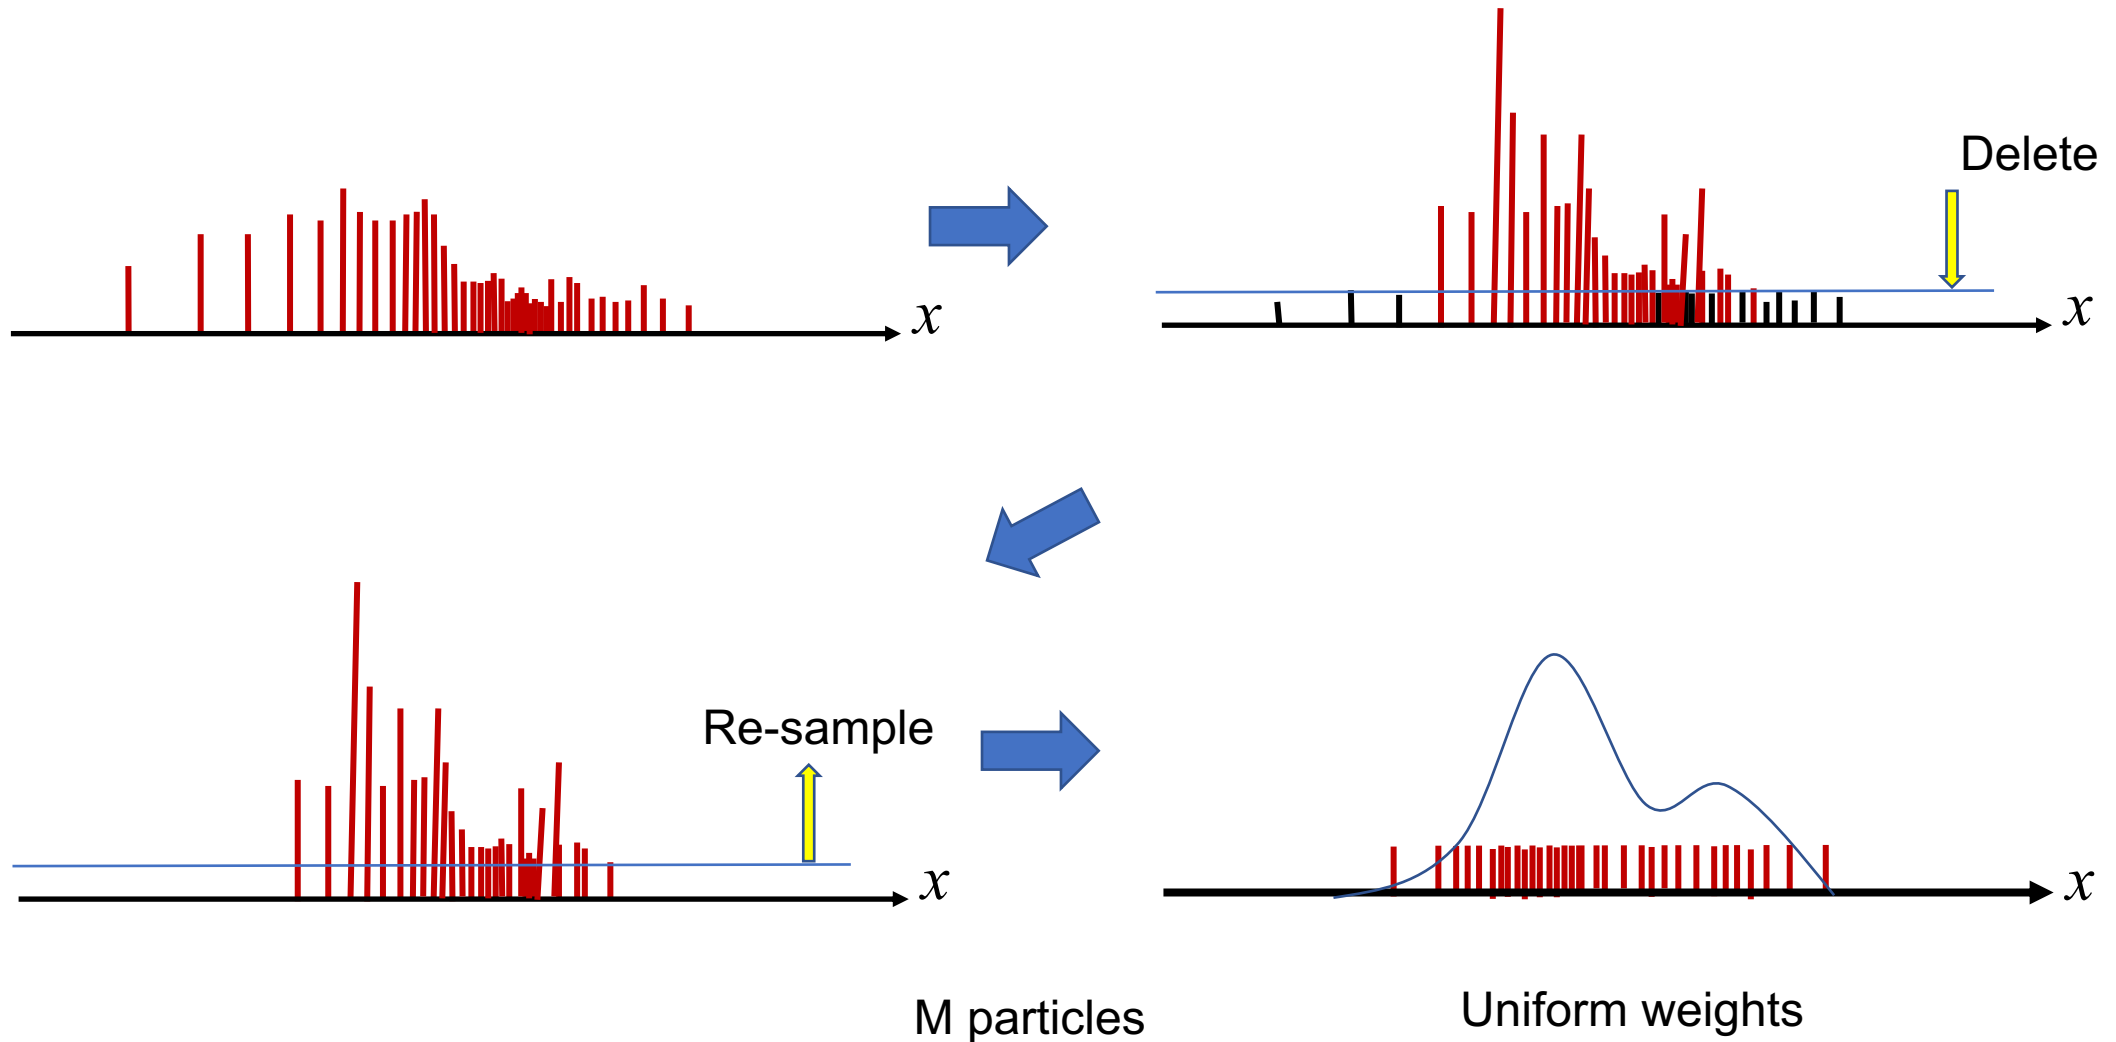 Delete
x
x
Re-sample
x
x
M particles
Uniform weights